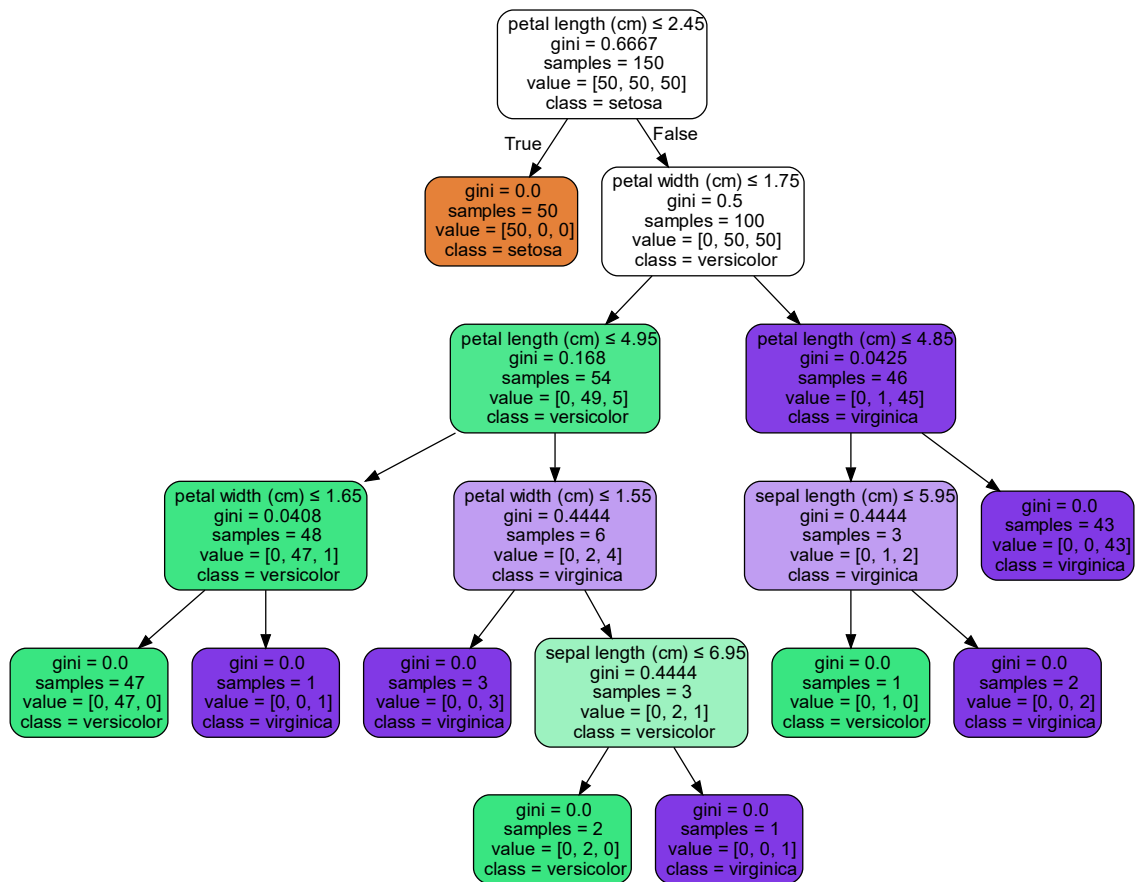 petal length (cm) ≤ 2.45
gini = 0.6667
samples = 150
value = [50, 50, 50]
class = setosa
True
False
gini = 0.0
samples = 50
value = [50, 0, 0]
class = setosa
petal width (cm) ≤ 1.75
gini = 0.5
samples = 100
value = [0, 50, 50]
class = versicolor
petal length (cm) ≤ 4.95
gini = 0.168
samples = 54
value = [0, 49, 5]
class = versicolor
petal length (cm) ≤ 4.85
gini = 0.0425
samples = 46
value = [0, 1, 45]
class = virginica
petal width (cm) ≤ 1.65
gini = 0.0408
samples = 48
value = [0, 47, 1]
class = versicolor
petal width (cm) ≤ 1.55
gini = 0.4444
samples = 6
value = [0, 2, 4]
class = virginica
sepal length (cm) ≤ 5.95
gini = 0.4444
samples = 3
value = [0, 1, 2]
class = virginica
gini = 0.0
samples = 43
value = [0, 0, 43]
class = virginica
gini = 0.0
samples = 47
value = [0, 47, 0]
class = versicolor
gini = 0.0
samples = 1
value = [0, 0, 1]
class = virginica
gini = 0.0
samples = 3
value = [0, 0, 3]
class = virginica
sepal length (cm) ≤ 6.95
gini = 0.4444
samples = 3
value = [0, 2, 1]
class = versicolor
gini = 0.0
samples = 1
value = [0, 1, 0]
class = versicolor
gini = 0.0
samples = 2
value = [0, 0, 2]
class = virginica
gini = 0.0
samples = 2
value = [0, 2, 0]
class = versicolor
gini = 0.0
samples = 1
value = [0, 0, 1]
class = virginica